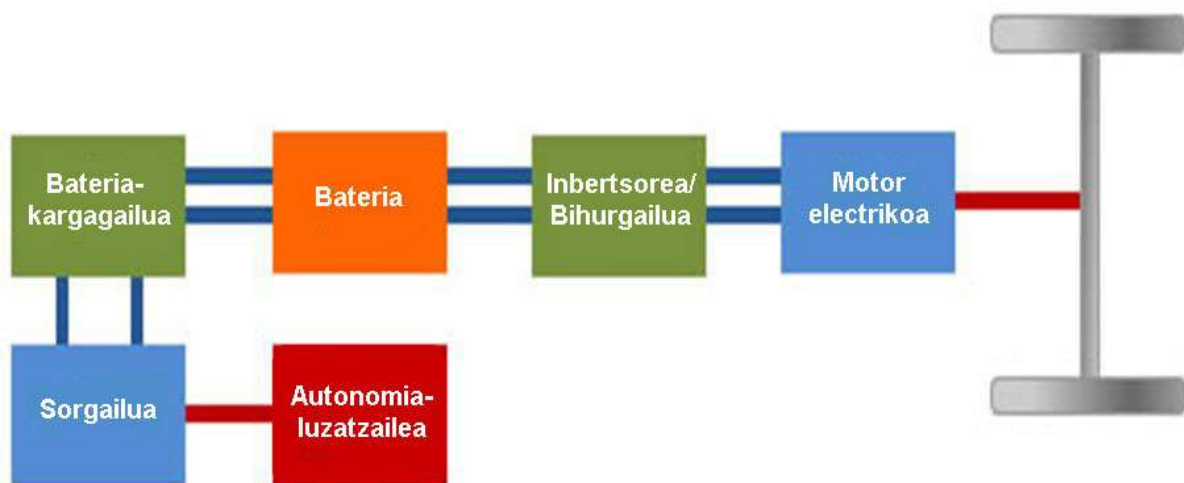 Bateria-
kargagailua
Bateria
Inbertsorea/
Bihurgailua
Motor
electrikoa
Sorgailua
Autonomia-
luzatzailea